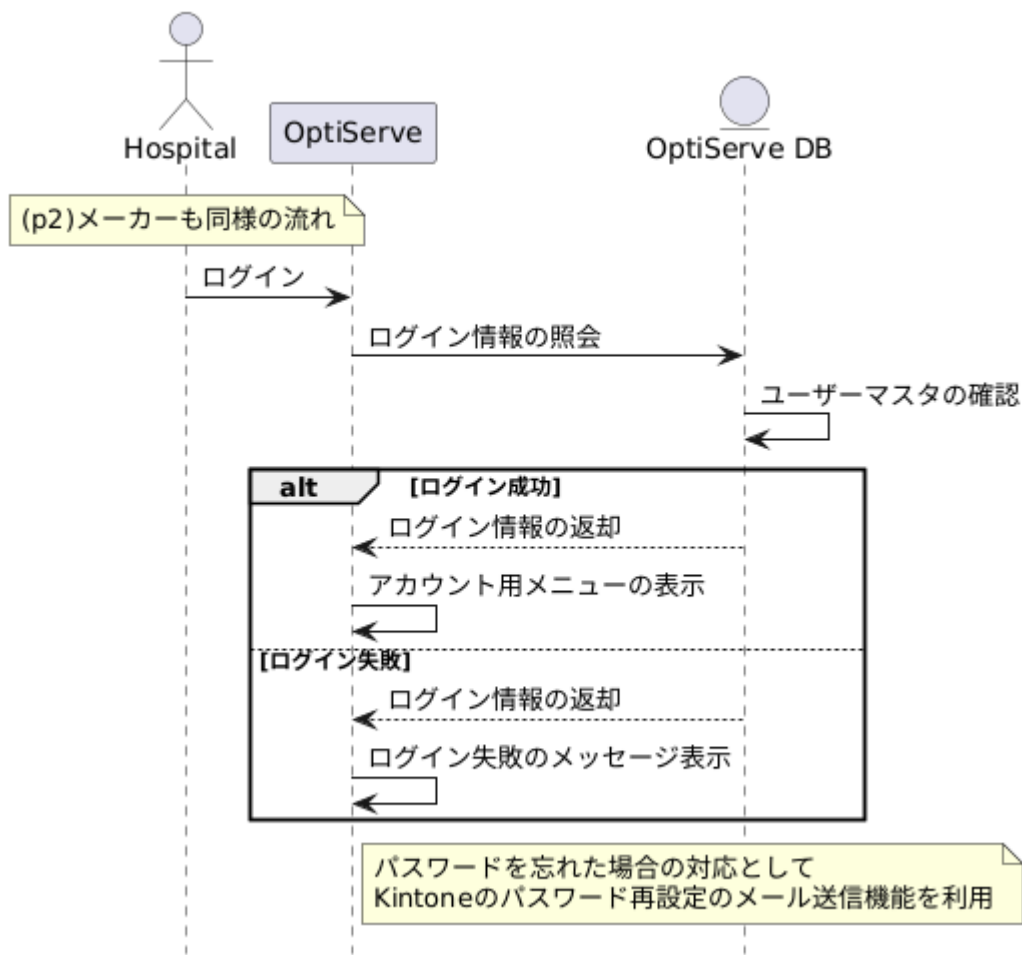 Hospital
OptiServe
OptiServe DB
(p2)メーカーも同様の流れ
ログイン
ログイン情報の照会
ユーザーマスタの確認
alt
[ログイン成功]
ログイン情報の返却
アカウント用メニューの表示
[ログイン失敗]
ログイン情報の返却
ログイン失敗のメッセージ表示
パスワードを忘れた場合の対応として
Kintoneのパスワード再設定のメール送信機能を利用